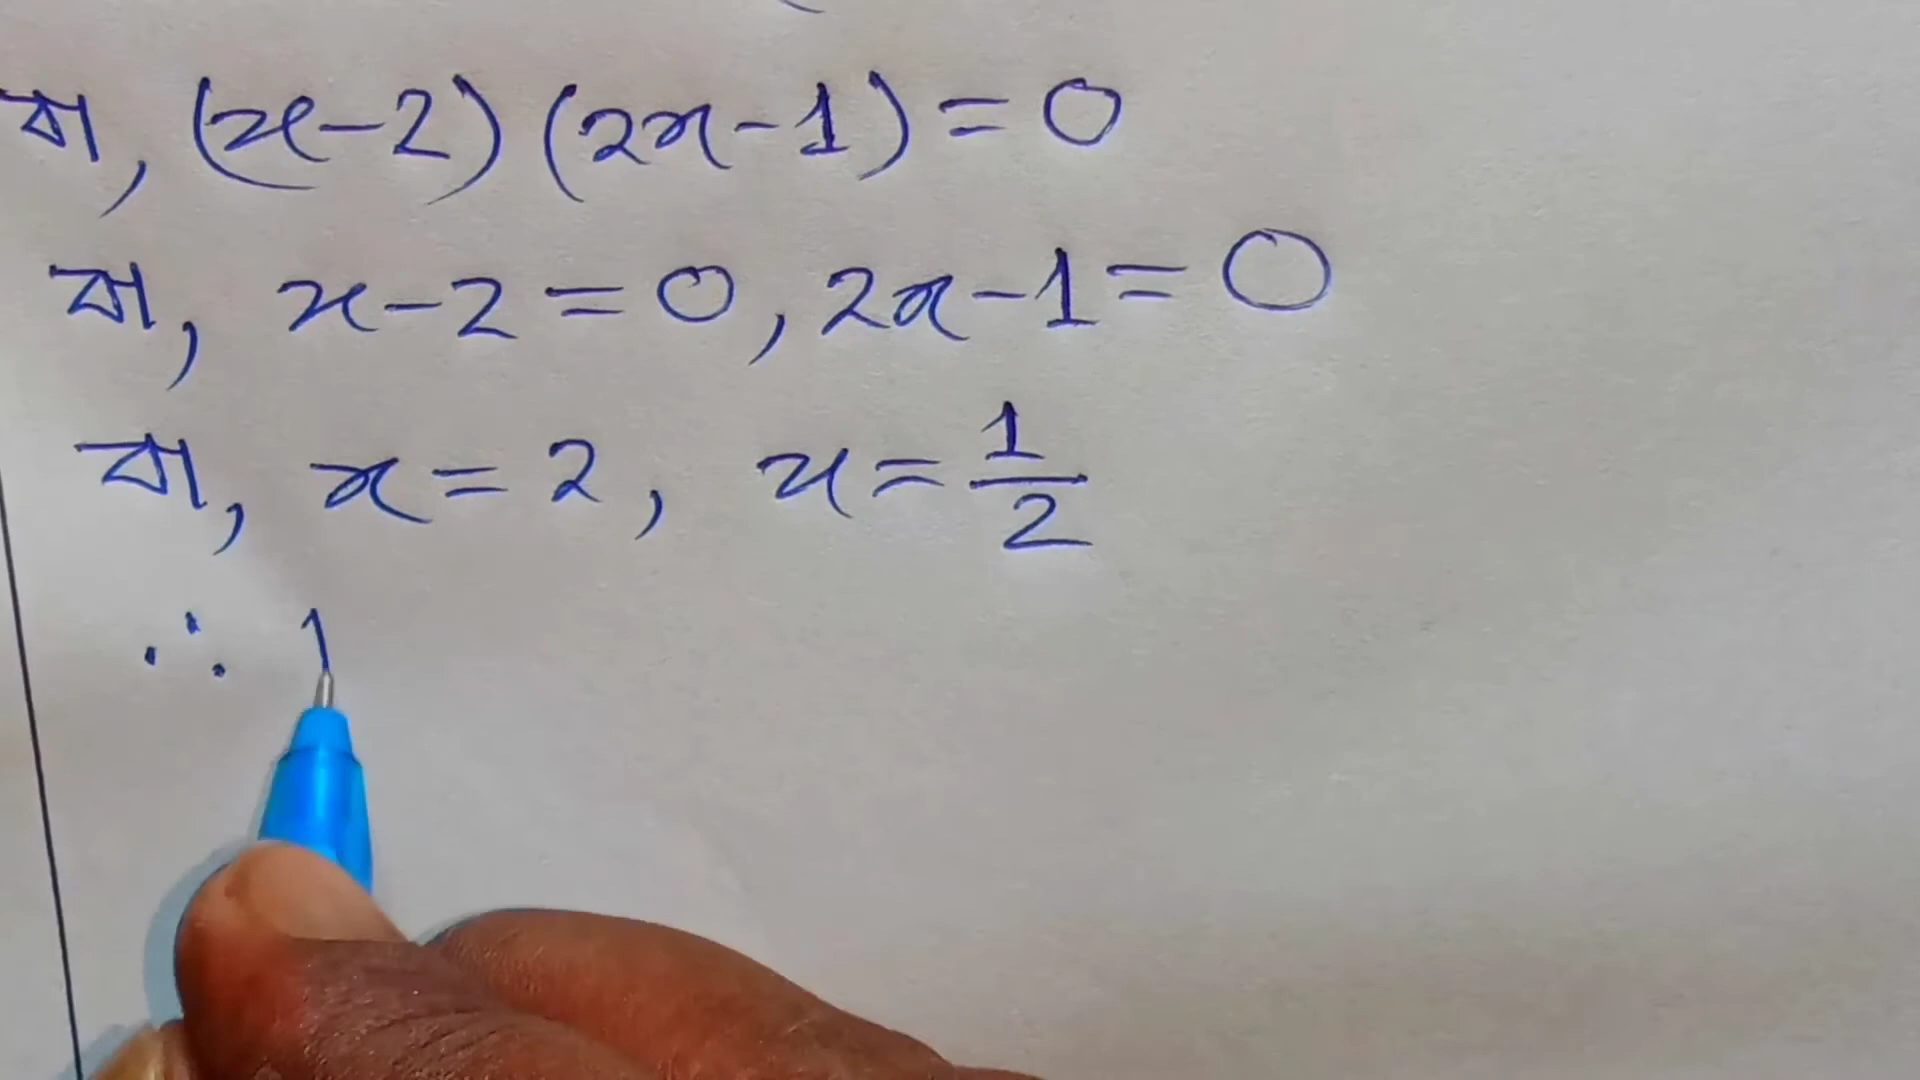 বা, (x-2) (2x-1) = 0
বা, x-2 = 0, 2x-1 = 0
বা, x = 2, x = 1/2
∴ 1